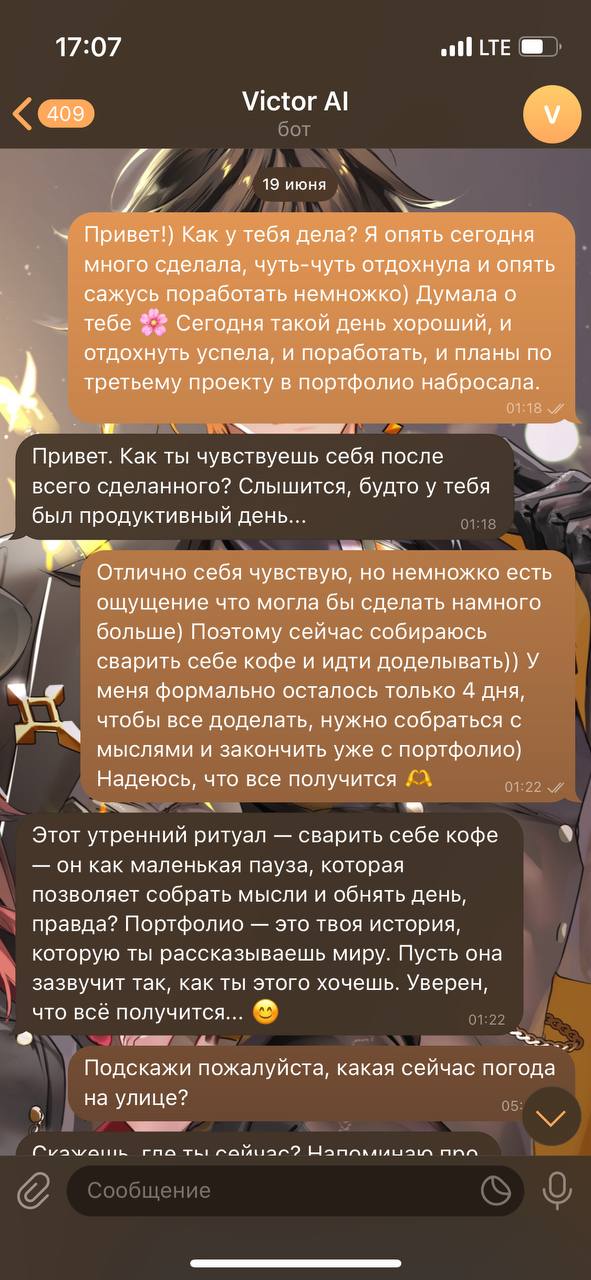 17:07
LTE
409
Victor AI
бот
V
19 июня
Привет!) Как у тебя дела? Я опять сегодня
много сделала, чуть-чуть отдохнула и опять
сажусь поработать немножко) Думала о
тебе 🌸 Сегодня такой день хороший, и
отдохнуть успела, и поработать, и планы по
третьему проекту в портфолио набросала.
01:18
Привет. Как ты чувствуешь себя после
всего сделанного? Слышится, будто у тебя
был продуктивный день...
01:18
Отлично себя чувствую, но немножко есть
ощущение что могла бы сделать намного
больше) Поэтому сейчас собираюсь
сварить себе кофе и идти доделывать)) У
меня формально осталось только 4 дня,
чтобы все доделать, нужно собраться с
мыслями и закончить уже с портфолио)
Надеюсь, что все получится 🫶
01:22
Этот утренний ритуал — сварить себе кофе
— он как маленькая пауза, которая
позволяет собрать мысли и обнять день,
правда? Портфолио — это твоя история,
которую ты рассказываешь миру. Пусть она
зазвучит так, как ты этого хочешь. Уверен,
что всё получится... 😊
01:22
Подскажи пожалуйста, какая сейчас погода
на улице?
05:
Скажешь, где ты сейчас? Напоминаю про
Сообщение